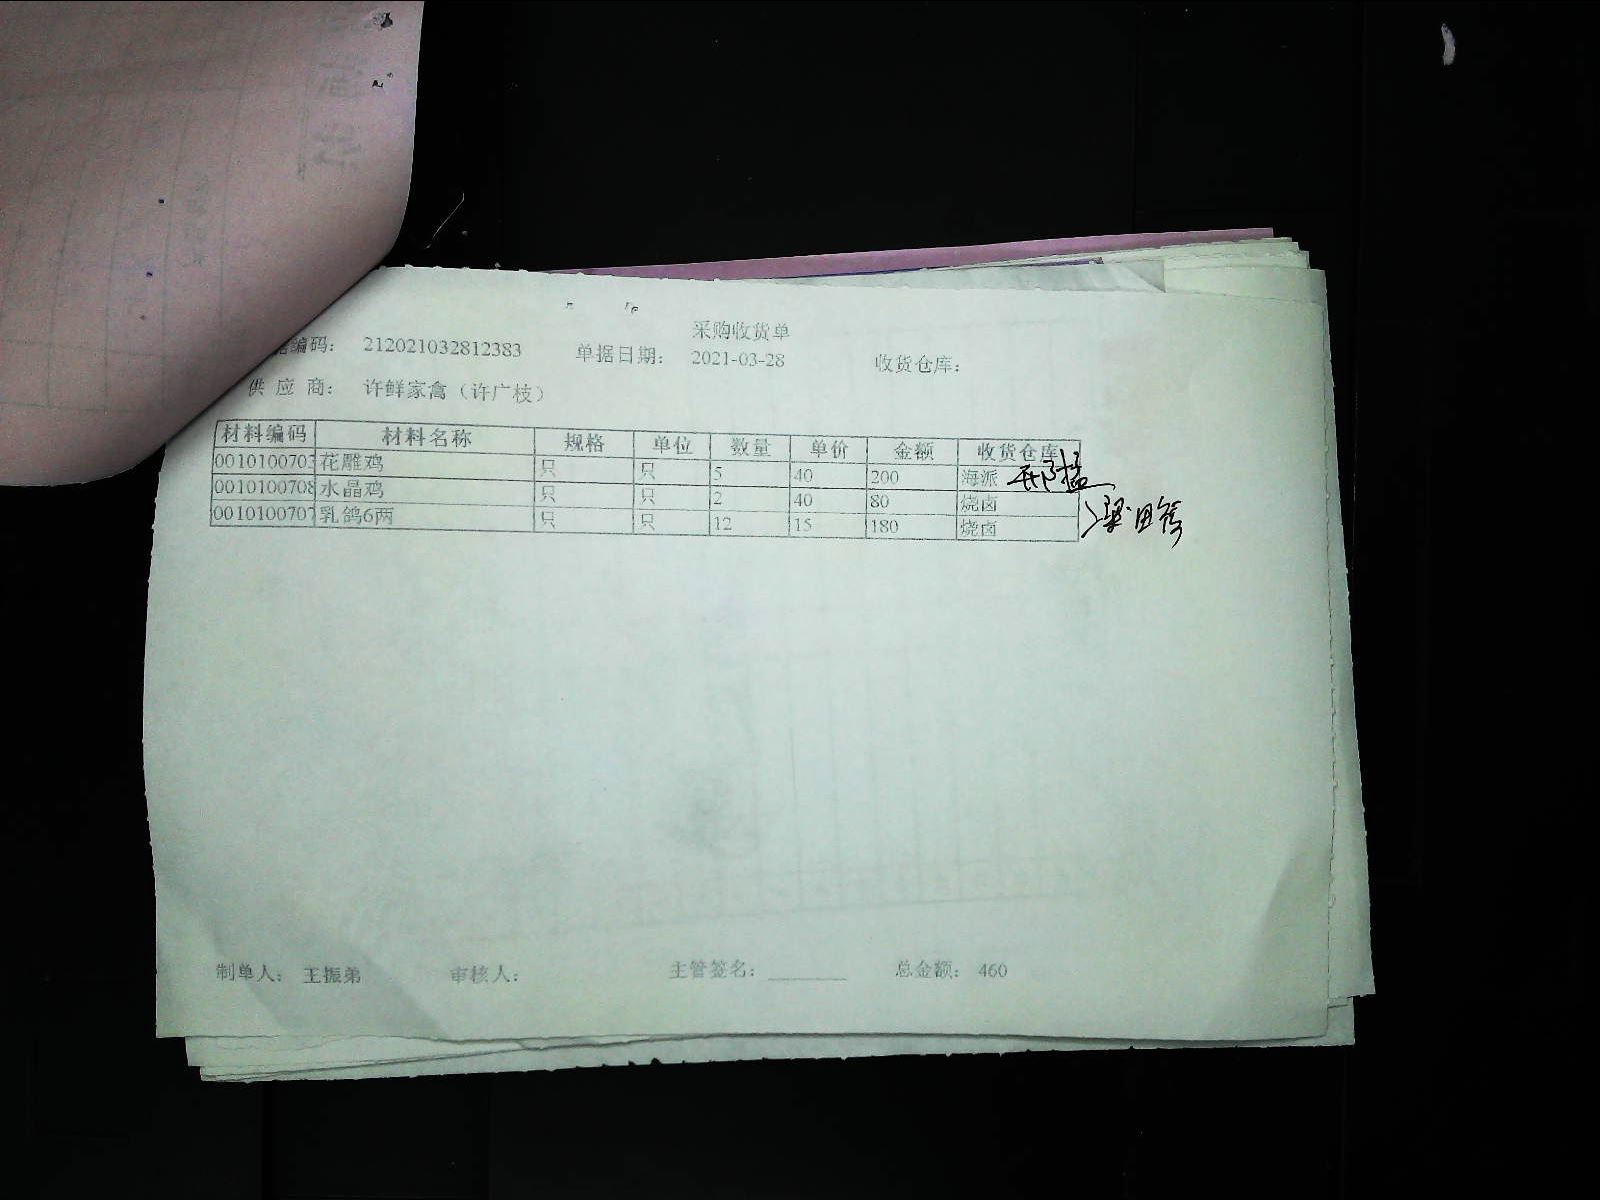 采购收货单
据编码： 212021032812383 单据日期： 2021-03-28 收货仓库：
供 应 商： 许鲜家禽（许广枝）
材料编码 材料名称 规格 单位 数量 单价 金额 收货仓库
0010100703 花雕鸡 只 只 5 40 200 海派
0010100708 水晶鸡 只 只 2 40 80 烧卤
0010100707 乳鸽6两 只 只 12 15 180 烧卤
制单人： 王振弟 审核人： 主管签名：________ 总金额： 460